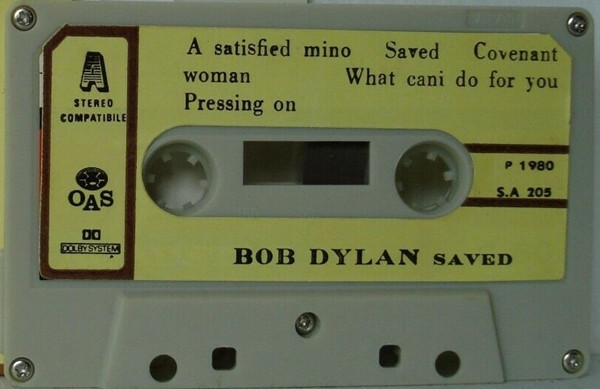 A
STEREO
COMPATIBILE
OAS
DOLBY SYSTEM
A satisfied mino Saved Covenant
woman What cani do for you
Pressing on
P 1980
S.A 205
BOB DYLAN SAVED